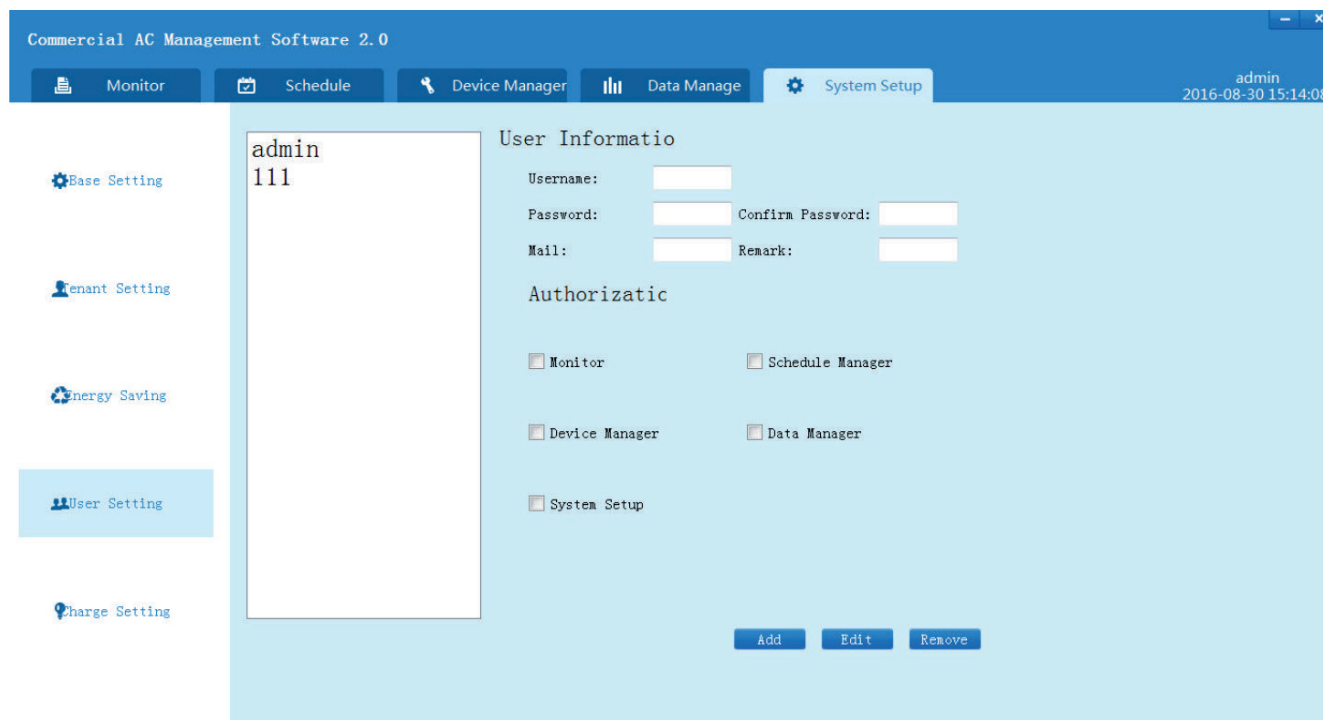 Commercial AC Management Software 2.0
Monitor
Schedule
Device Manager
Data Manage
System Setup
admin
2016-08-30 15:14:08
Base Setting
Tenant Setting
Energy Saving
User Setting
Charge Setting
admin
111
User Informatio
Username:
Password: Confirm Password:
Mail: Remark:
Authorizatic
Monitor Schedule Manager
Device Manager Data Manager
System Setup
Add Edit Remove